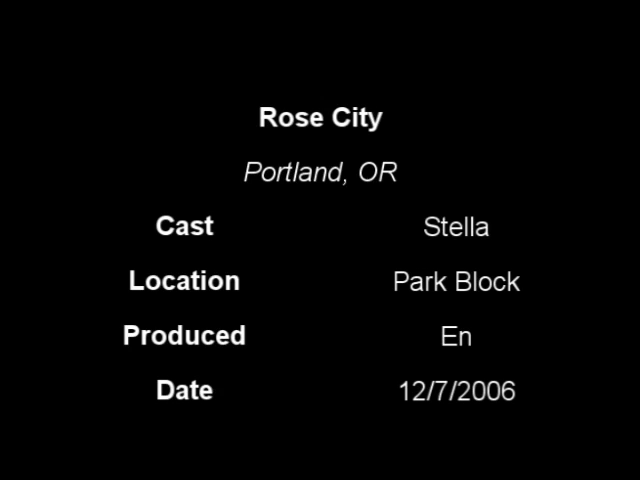 Rose City
Portland, OR
Cast Stella
Location Park Block
Produced En
Date 12/7/2006